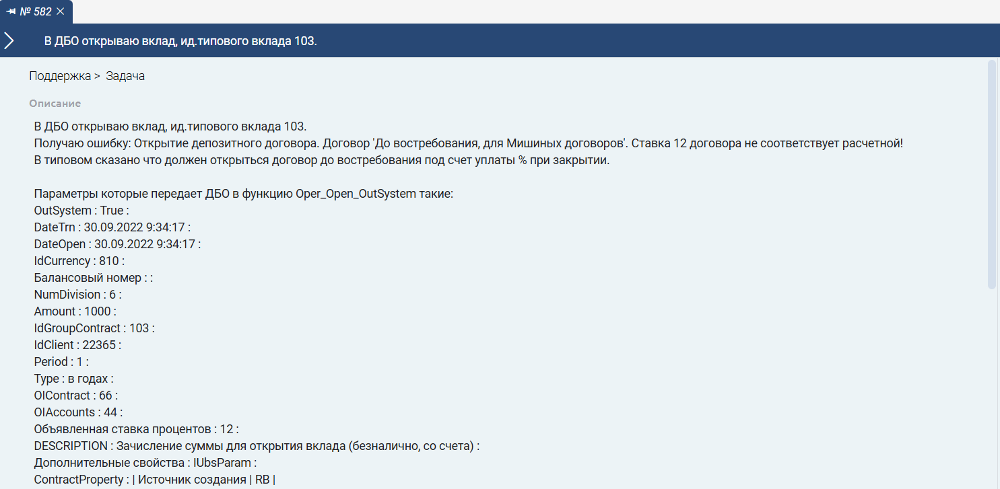 № 582
В ДБО открываю вклад, ид.типового вклада 103.
Поддержка > Задача
Описание
В ДБО открываю вклад, ид.типового вклада 103.
Получаю ошибку: Открытие депозитного договора. Договор 'До востребования, для Мишиных договоров'. Ставка 12 договора не соответствует расчетной!
В типовом сказано что должен открыться договор до востребования под счет уплаты % при закрытии.
Параметры которые передает ДБО в функцию Oper_Open_OutSystem такие:
OutSystem : True :
DateTrn : 30.09.2022 9:34:17 :
DateOpen : 30.09.2022 9:34:17 :
IdCurrency : 810 :
Балансовый номер : :
NumDivision : 6 :
Amount : 1000 :
IdGroupContract : 103 :
IdClient : 22365 :
Period : 1 :
Type : в годах :
OIContract : 66 :
OIAccounts : 44 :
Объявленная ставка процентов : 12 :
DESCRIPTION : Зачисление суммы для открытия вклада (безналично, со счета) :
Дополнительные свойства : IUbsParam :
ContractProperty : | Источник создания | RB |